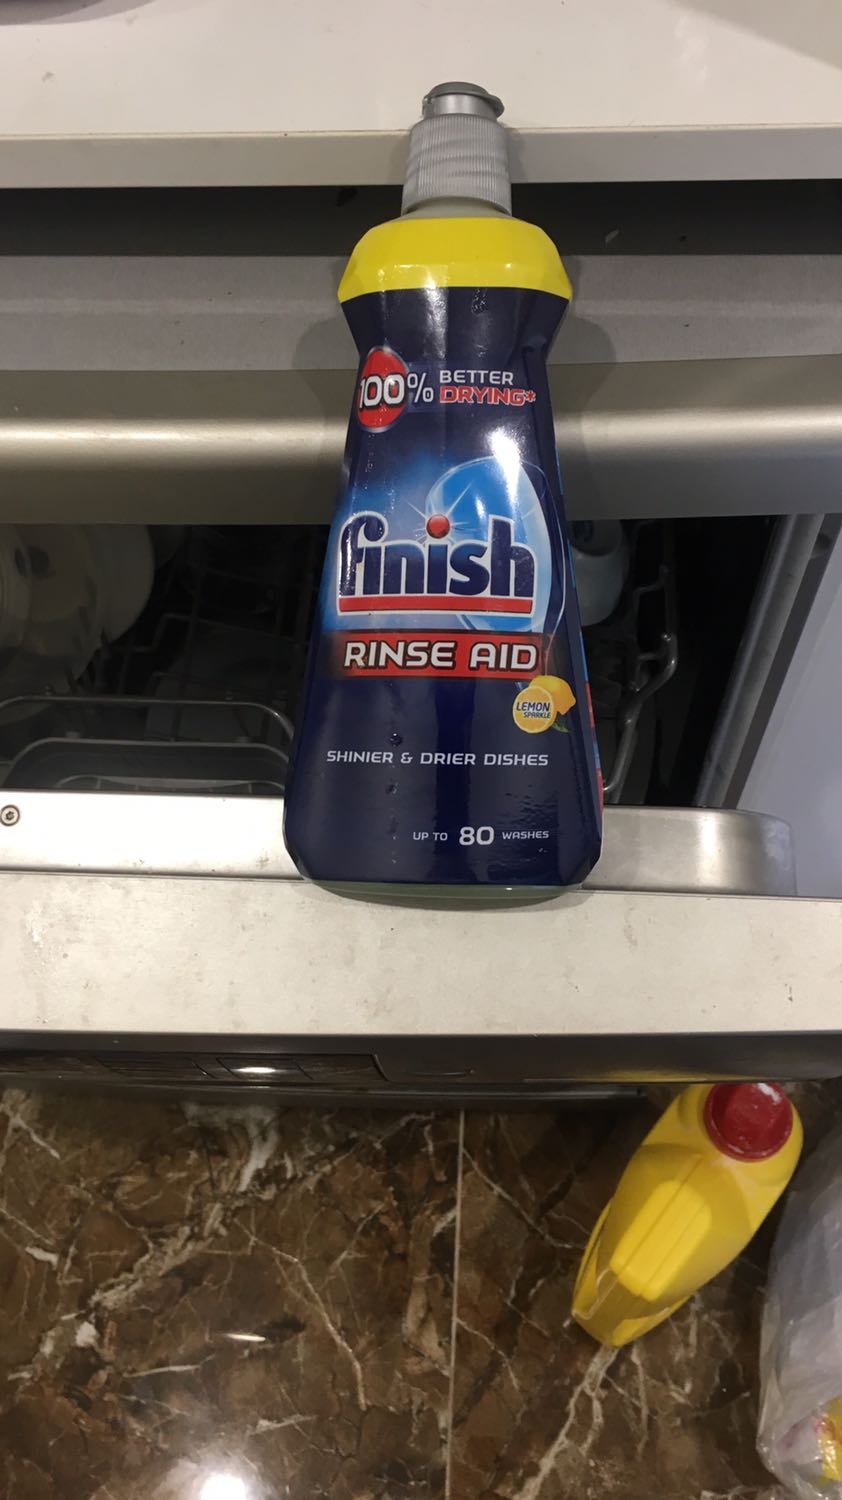 100% BETTER
DRYING*
finish
RINSE AID
LEMON
SPARKLE
SHINIER & DRIER DISHES
UP TO 80 WASHES